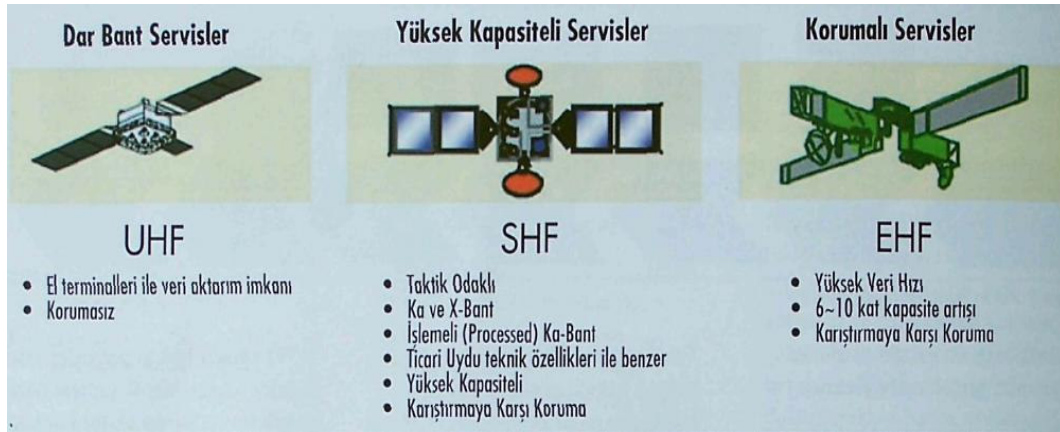 Dar Bant Servisler
UHF
• El terminalleri ile veri aktarım imkanı
• Korumasız
Yüksek Kapasiteli Servisler
SHF
• Taktik Odaklı
• Ka ve X-Bant
• İşlemeli (Processed) Ka-Bant
• Ticari Uydu teknik özellikleri ile benzer
• Yüksek Kapasiteli
• Karıştırmaya Karşı Koruma
Korumalı Servisler
EHF
• Yüksek Veri Hızı
• 6~10 kat kapasite artışı
• Karıştırmaya Karşı Koruma